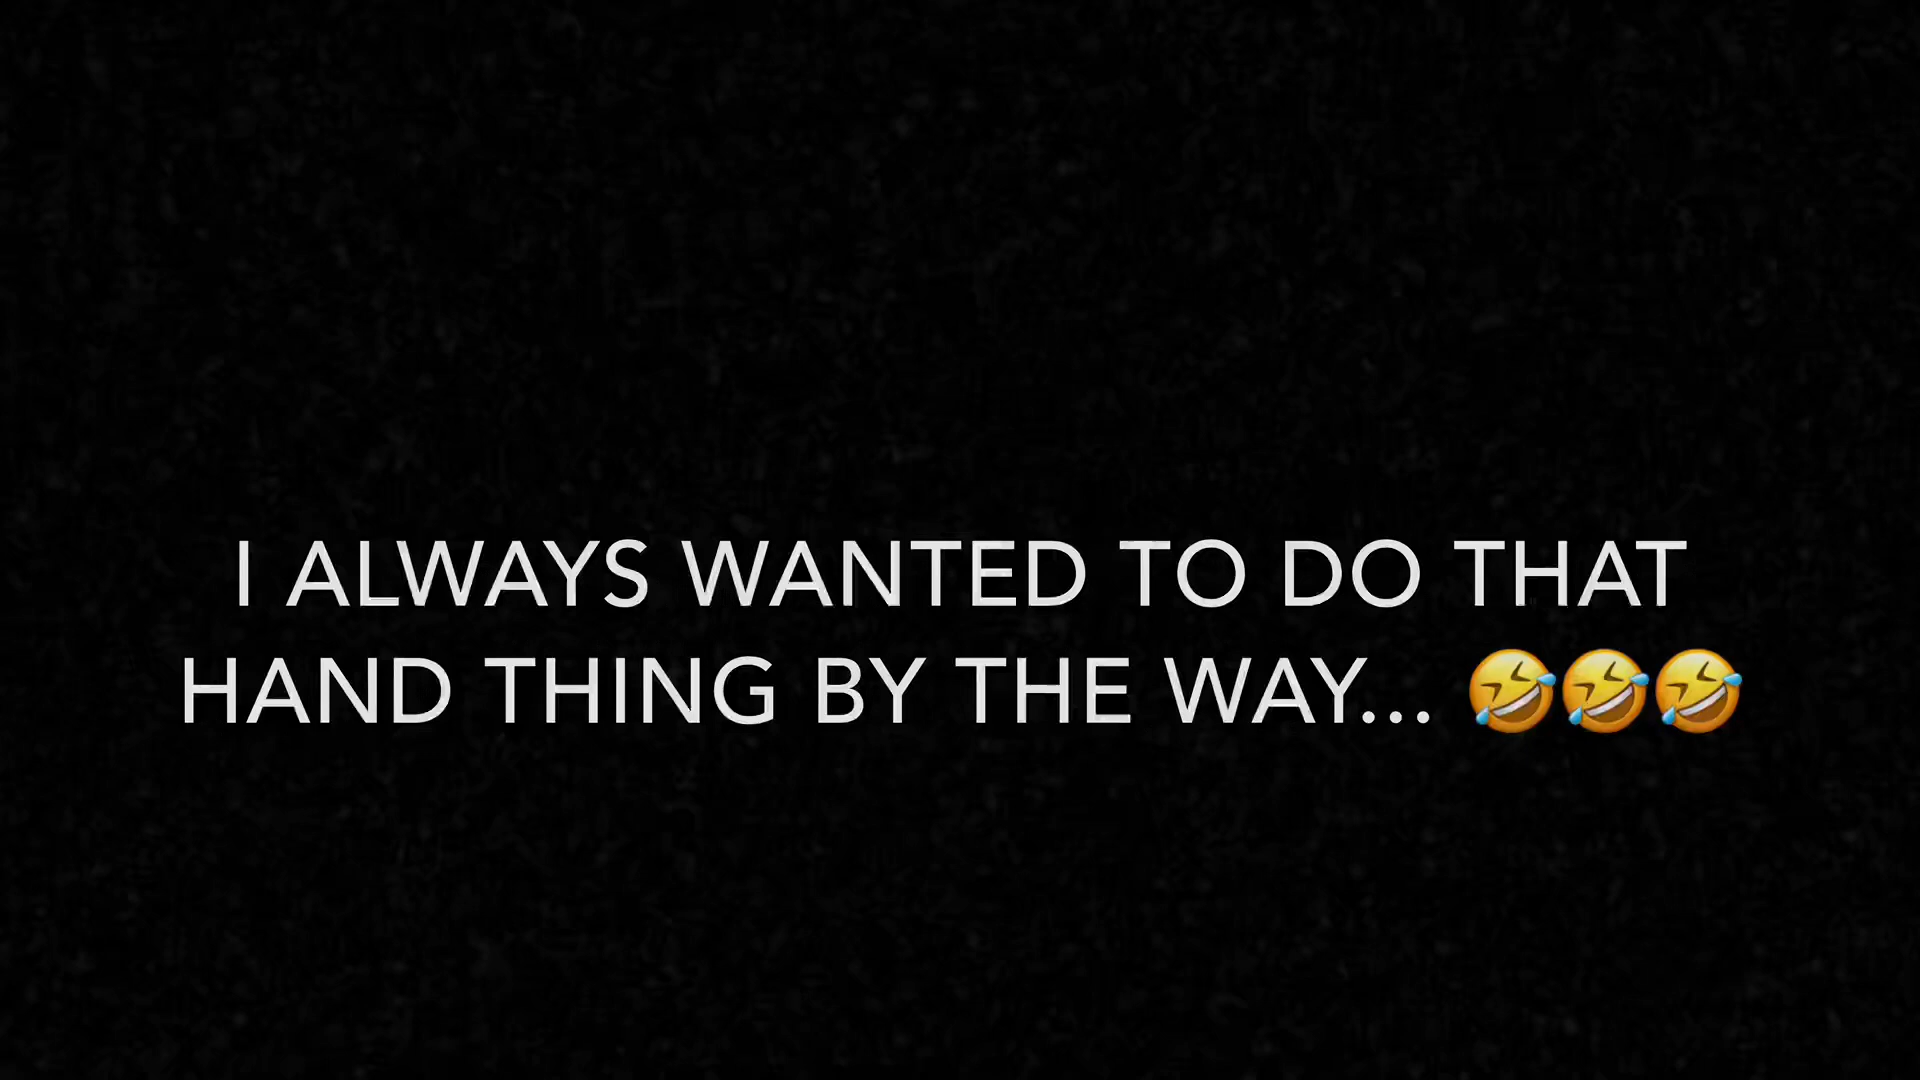 I ALWAYS WANTED TO DO THAT
HAND THING BY THE WAY... 🤣🤣🤣